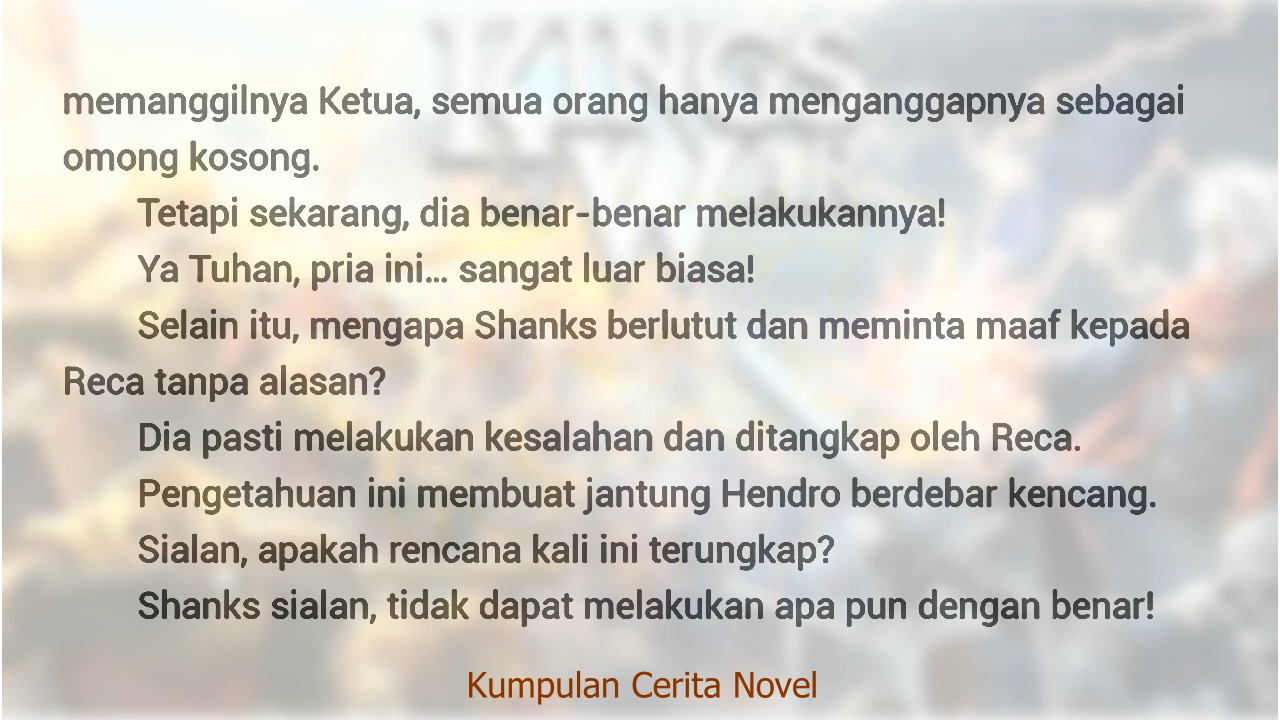 KINGS
W
memanggilnya Ketua, semua orang hanya menganggapnya sebagai
omong kosong.
Tetapi sekarang, dia benar-benar melakukannya!
Ya Tuhan, pria ini... sangat luar biasa!
Selain itu, mengapa Shanks berlutut dan meminta maaf kepada
Reca tanpa alasan?
Dia pasti melakukan kesalahan dan ditangkap oleh Reca.
Pengetahuan ini membuat jantung Hendro berdebar kencang.
Sialan, apakah rencana kali ini terungkap?
Shanks sialan, tidak dapat melakukan apa pun dengan benar!
Kumpulan Cerita Novel